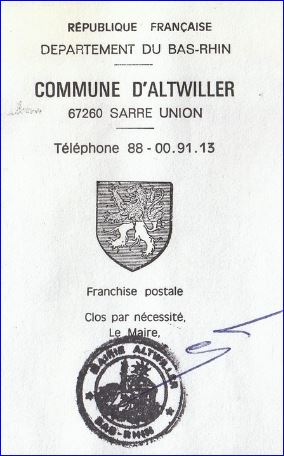 RÉPUBLIQUE FRANÇAISE
DEPARTEMENT DU BAS-RHIN
COMMUNE D'ALTWILLER
67260 SARRE UNION
Téléphone 88 - 00.91.13
Franchise postale
Clos par nécessité,
Le Maire,
MAIRIE ALTWILLER
BAS-RHIN